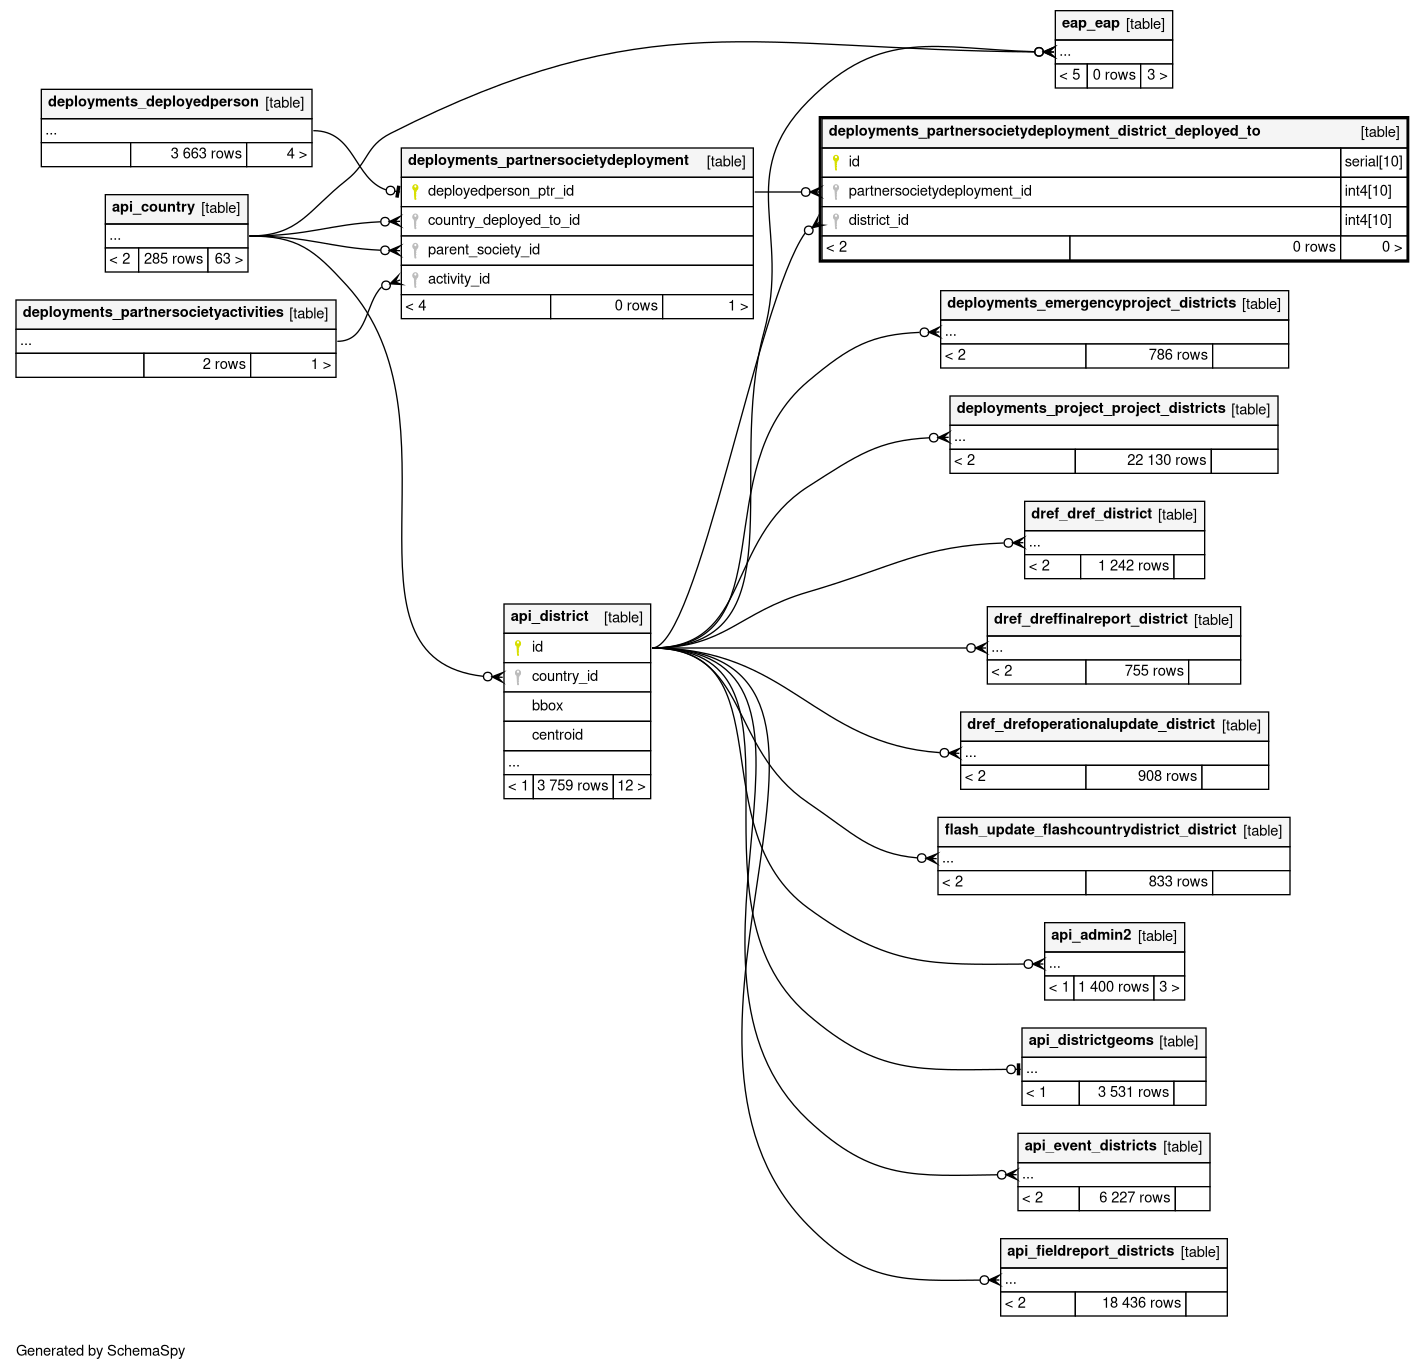 eap_eap [table]
...
< 5 0 rows 3 >
deployments_deployedperson [table]
...
3 663 rows 4 >
deployments_partnersocietydeployment_district_deployed_to [table]
id serial[10]
partnersocietydeployment_id int4[10]
district_id int4[10]
< 2 0 rows 0 >
deployments_partnersocietydeployment [table]
deployedperson_ptr_id
country_deployed_to_id
parent_society_id
activity_id
< 4 0 rows 1 >
api_country [table]
...
< 2 285 rows 63 >
deployments_partnersocietyactivities [table]
...
2 rows 1 >
deployments_emergencyproject_districts [table]
...
< 2 786 rows
deployments_project_project_districts [table]
...
< 2 22 130 rows
dref_dref_district [table]
...
< 2 1 242 rows
api_district [table]
id
country_id
bbox
centroid
...
< 1 3 759 rows 12 >
dref_dreffinalreport_district [table]
...
< 2 755 rows
dref_drefoperationalupdate_district [table]
...
< 2 908 rows
flash_update_flashcountrydistrict_district [table]
...
< 2 833 rows
api_admin2 [table]
...
< 1 1 400 rows 3 >
api_districtgeoms [table]
...
< 1 3 531 rows
api_event_districts [table]
...
< 2 6 227 rows
api_fieldreport_districts [table]
...
< 2 18 436 rows
Generated by SchemaSpy